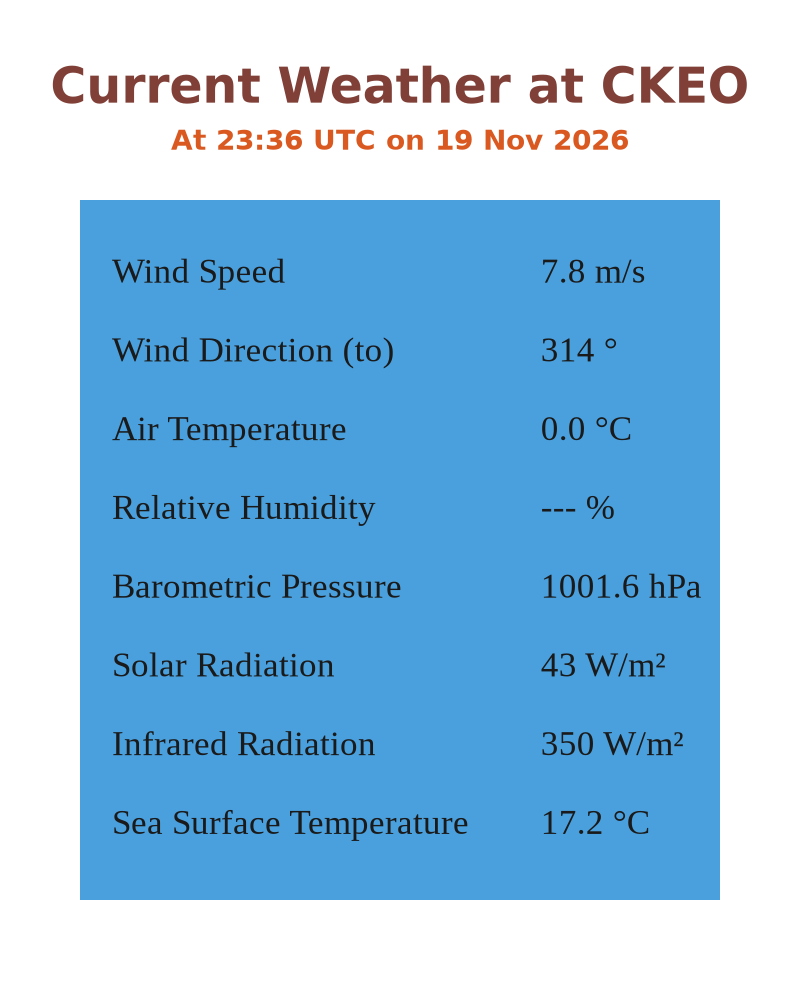 Current Weather at CKEO
At 23:36 UTC on 19 Nov 2026
Wind Speed 7.8 m/s
Wind Direction (to) 314 °
Air Temperature 0.0 °C
Relative Humidity --- %
Barometric Pressure 1001.6 hPa
Solar Radiation 43 W/m²
Infrared Radiation 350 W/m²
Sea Surface Temperature 17.2 °C